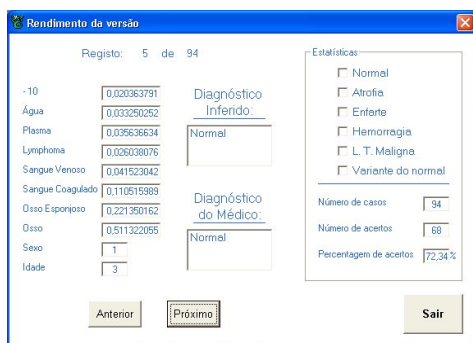 Rendimento da versão
Registo: 5 de 94
- 10 0,020363791
Água 0,033250252
Plasma 0,035636634
Lymphoma 0,026038076
Sangue Venoso 0,041523042
Sangue Coagulado 0,110515989
Osso Esponjoso 0,221350162
Osso 0,511322055
Sexo 1
Idade 3
Diagnóstico
Inferido:
Normal
Diagnóstico
do Médico:
Normal
Estatísticas
Normal
Atrofia
Enfarte
Hemorragia
L. T. Maligna
Variante do normal
Número de casos 94
Número de acertos 68
Percentagem de acertos 72,34 %
Anterior
Próximo
Sair